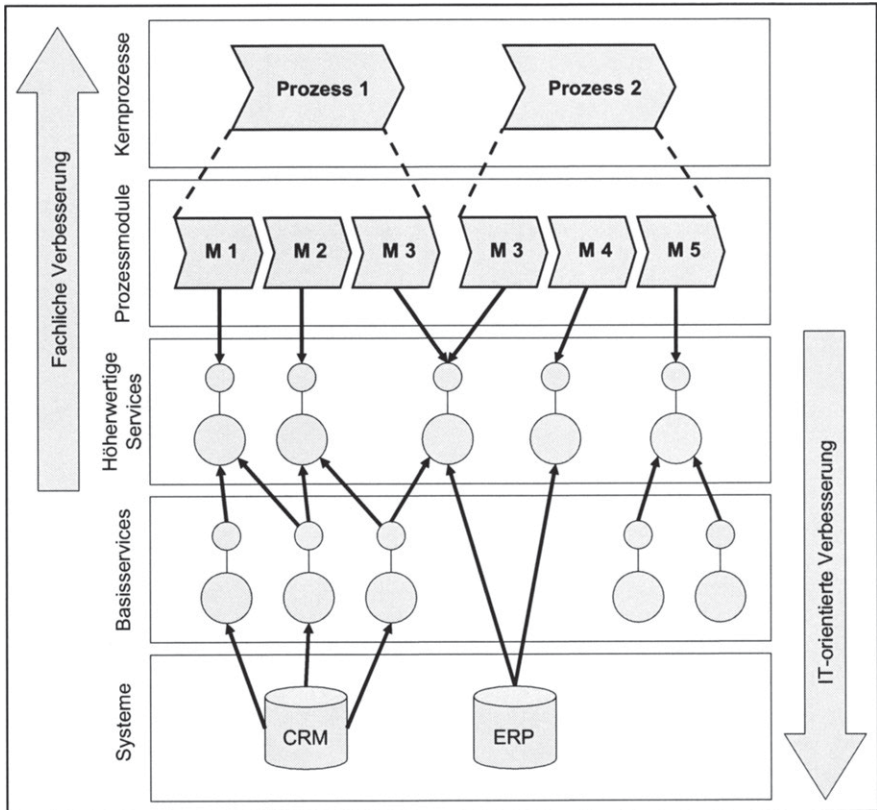 Kernprozesse
Prozess 1
Prozess 2
Prozessmodule
M 1
M 2
M 3
M 3
M 4
M 5
Höherwertige
Services
Basisservices
Systeme
CRM
ERP
Fachliche Verbesserung
IT-orientierte Verbesserung